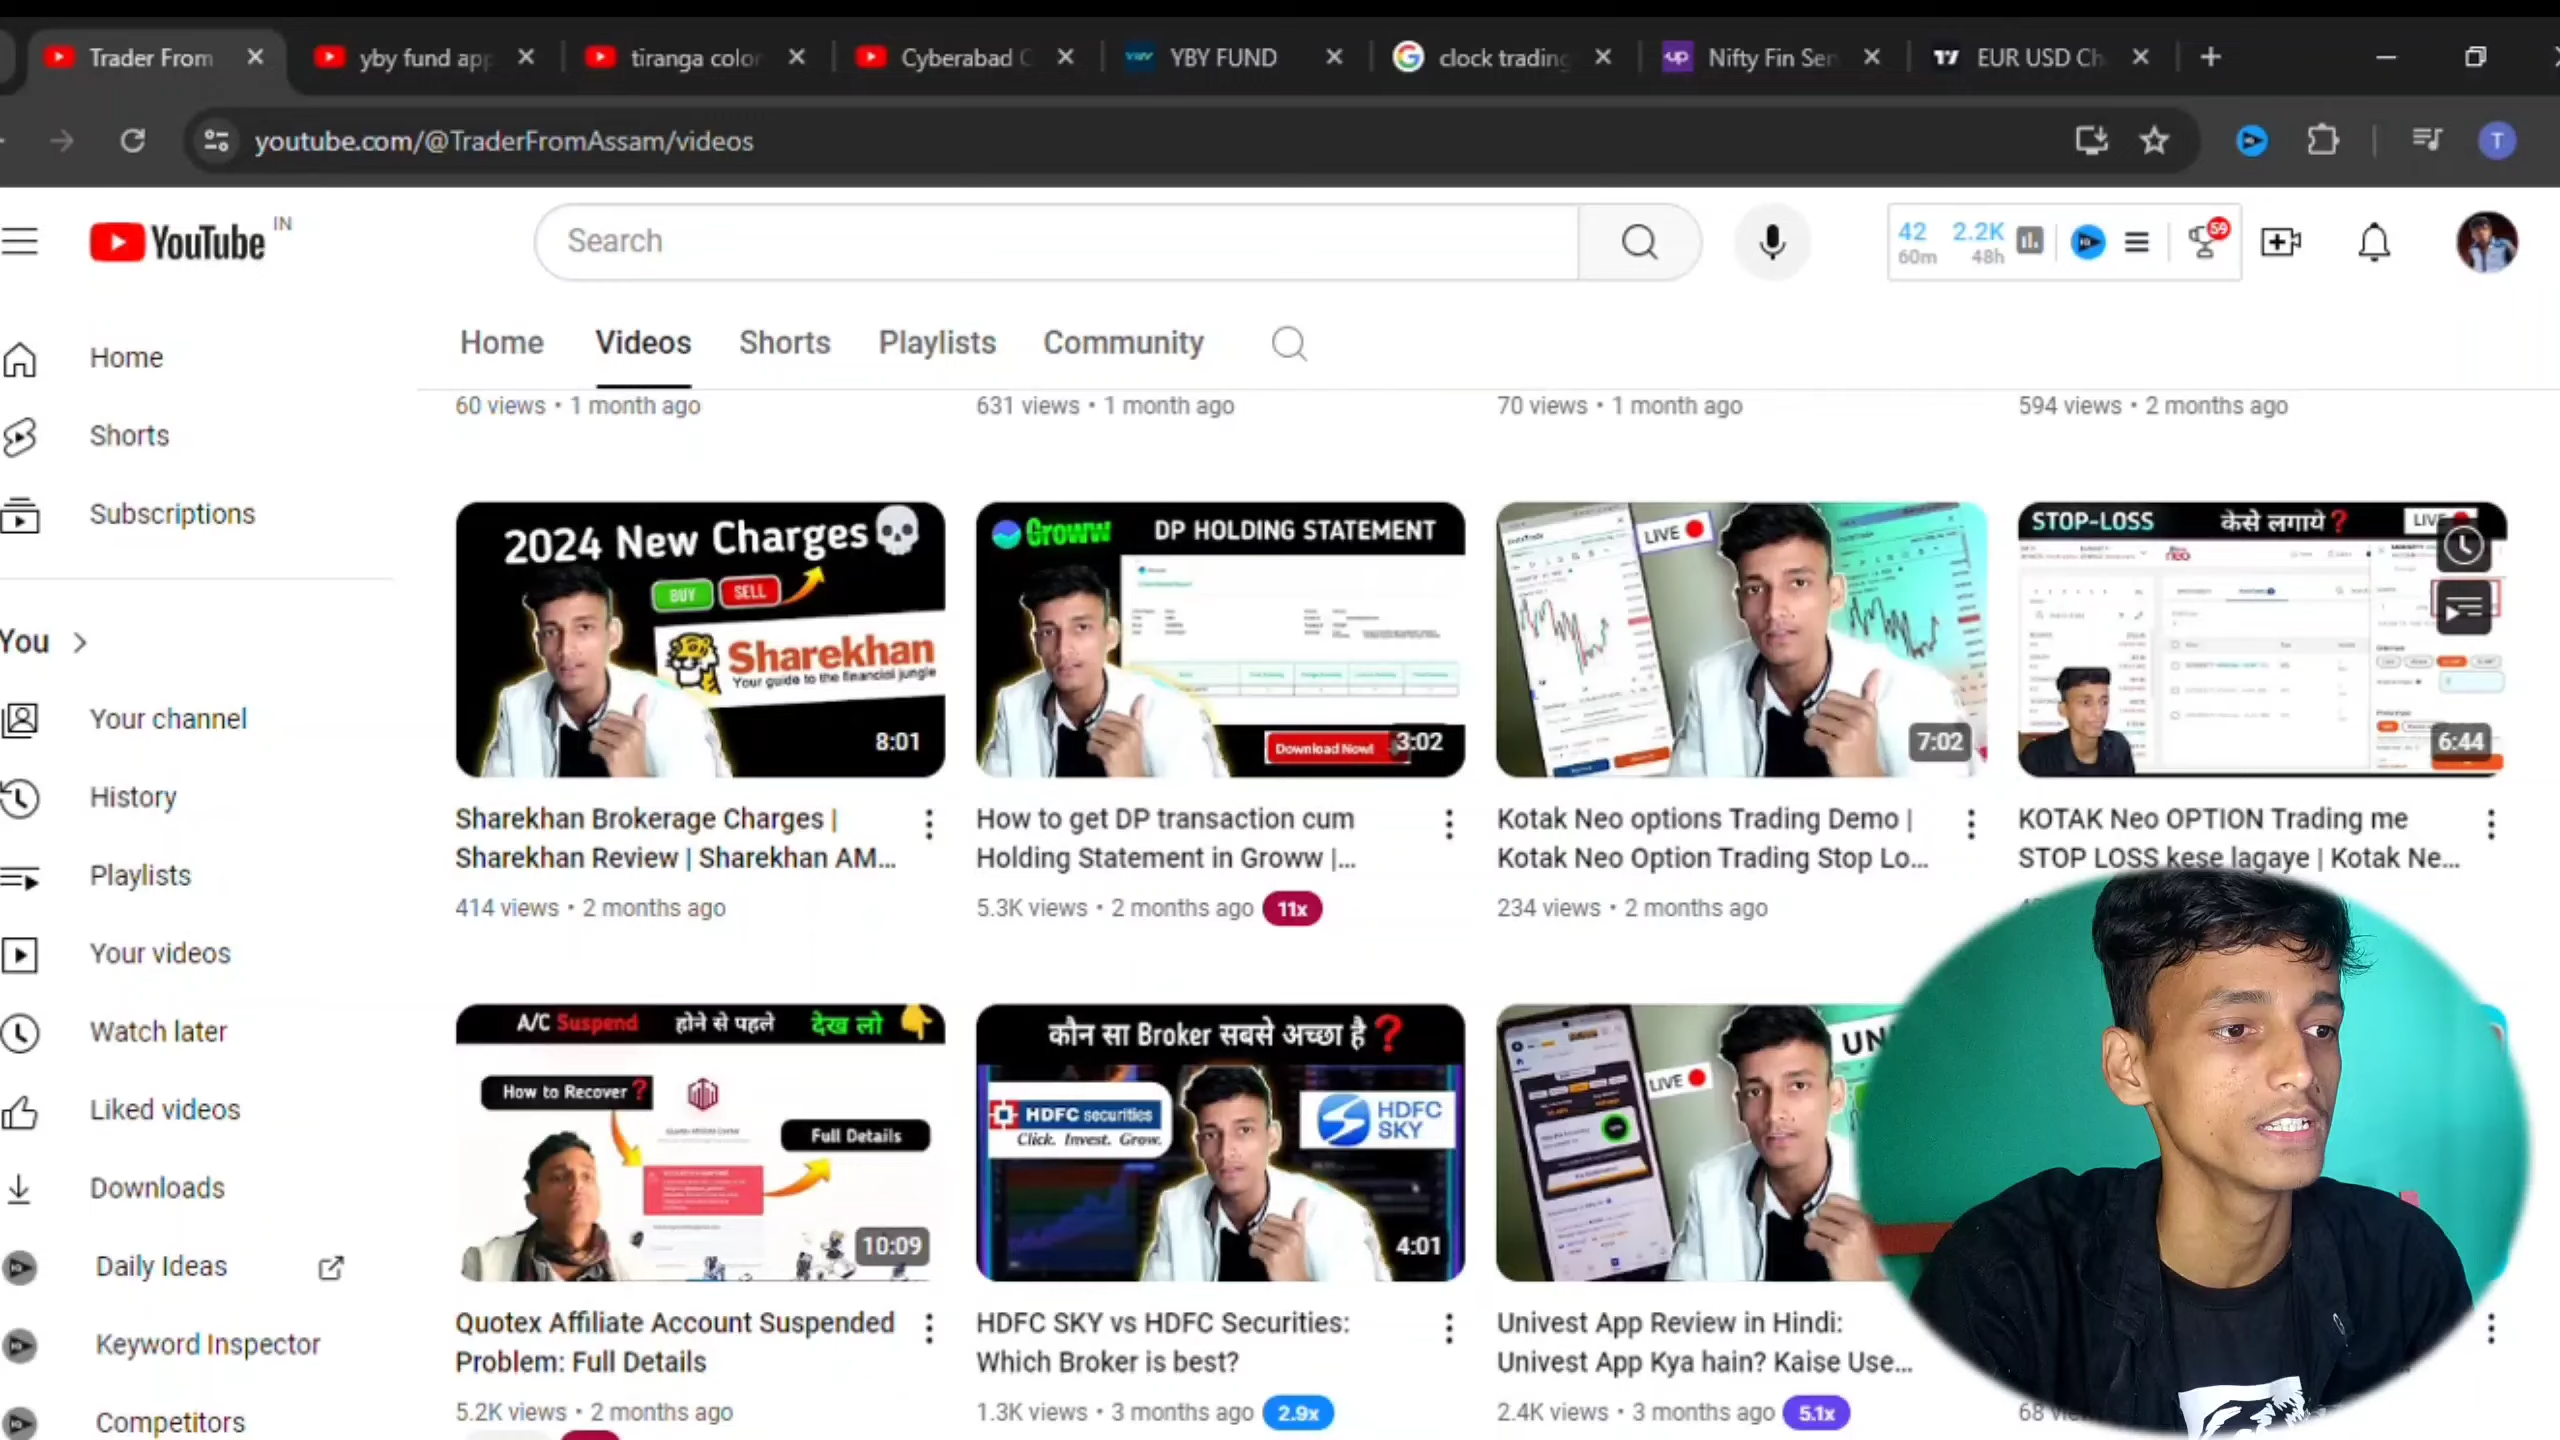 Trader From
yby fund app
tiranga color
Cyberabad C
YBY FUND
clock trading
Nifty Fin Ser
EUR USD Ch
youtube.com/@TraderFromAssam/videos
T
YouTube IN
Search
42 2.2K
60m 48h
59
Home Videos Shorts Playlists Community
Home
Shorts
Subscriptions
You
Your channel
History
Playlists
Your videos
Watch later
Liked videos
Downloads
Daily Ideas
Keyword Inspector
Competitors
60 views • 1 month ago
631 views • 1 month ago
70 views • 1 month ago
594 views • 2 months ago
2024 New Charges
BUY SELL
Sharekhan
Your guide to the financial jungle
8:01
Sharekhan Brokerage Charges |
Sharekhan Review | Sharekhan AM...
414 views • 2 months ago
Groww DP HOLDING STATEMENT
Download Now!
3:02
How to get DP transaction cum
Holding Statement in Groww |...
5.3K views • 2 months ago 11x
LIVE
7:02
Kotak Neo options Trading Demo |
Kotak Neo Option Trading Stop Lo...
234 views • 2 months ago
STOP-LOSS केसे लगाये❓ LIVE
neo
6:44
KOTAK Neo OPTION Trading me
STOP LOSS kese lagaye | Kotak Ne...
A/C Suspend होने से पहले देख लो
How to Recover❓
Full Details
10:09
Quotex Affiliate Account Suspended
Problem: Full Details
5.2K views • 2 months ago
कौन सा Broker सबसे अच्छा है❓
HDFC securities
Click. Invest. Grow.
HDFC
SKY
4:01
HDFC SKY vs HDFC Securities:
Which Broker is best?
1.3K views • 3 months ago 2.9x
UN
LIVE
Univest App Review in Hindi:
Univest App Kya hain? Kaise Use...
2.4K views • 3 months ago 5.1x
68